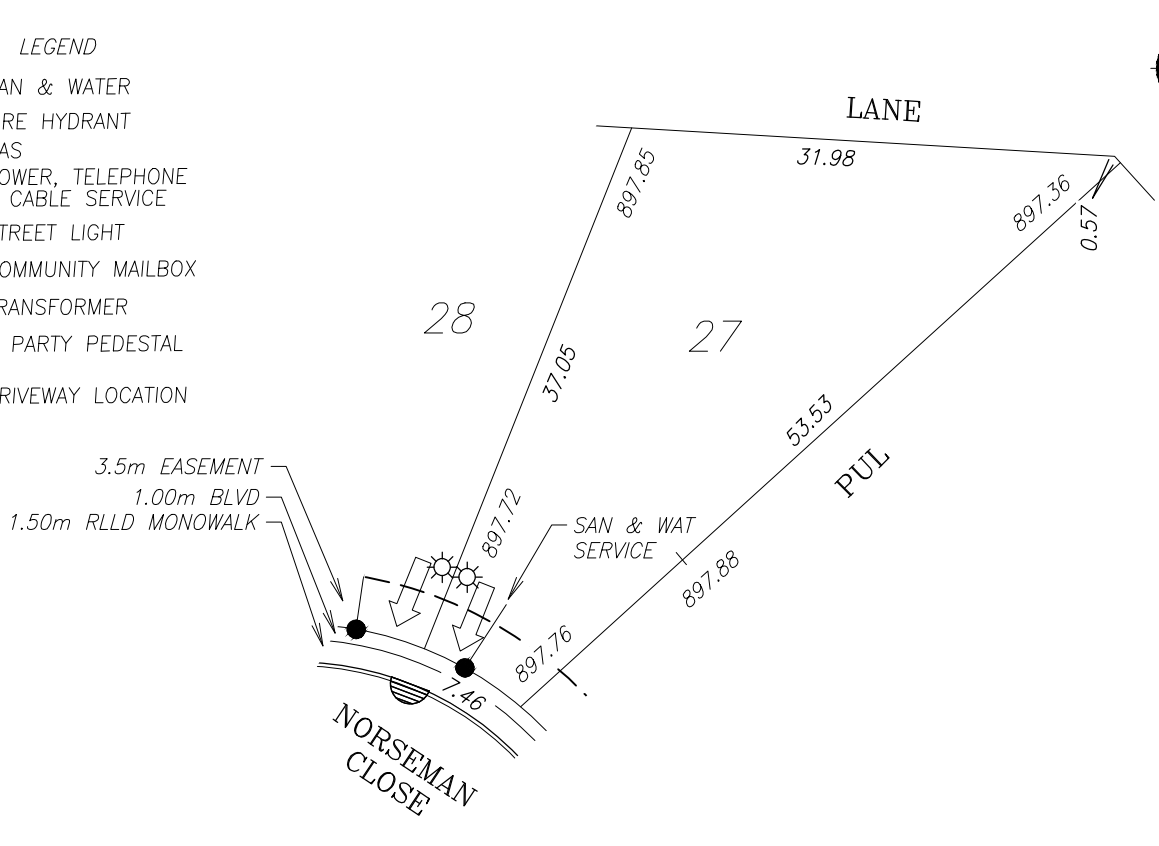 LEGEND
AN & WATER
RE HYDRANT
AS
OWER, TELEPHONE
CABLE SERVICE
TREET LIGHT
OMMUNITY MAILBOX
RANSFORMER
PARTY PEDESTAL
RIVEWAY LOCATION
LANE
31.98
897.85
897.36
0.57
28
27
37.05
53.53
PUL
3.5m EASEMENT
1.00m BLVD
1.50m RLLD MONOWALK
897.72
SAN & WAT
SERVICE
897.88
897.76
7.46
NORSEMAN
CLOSE